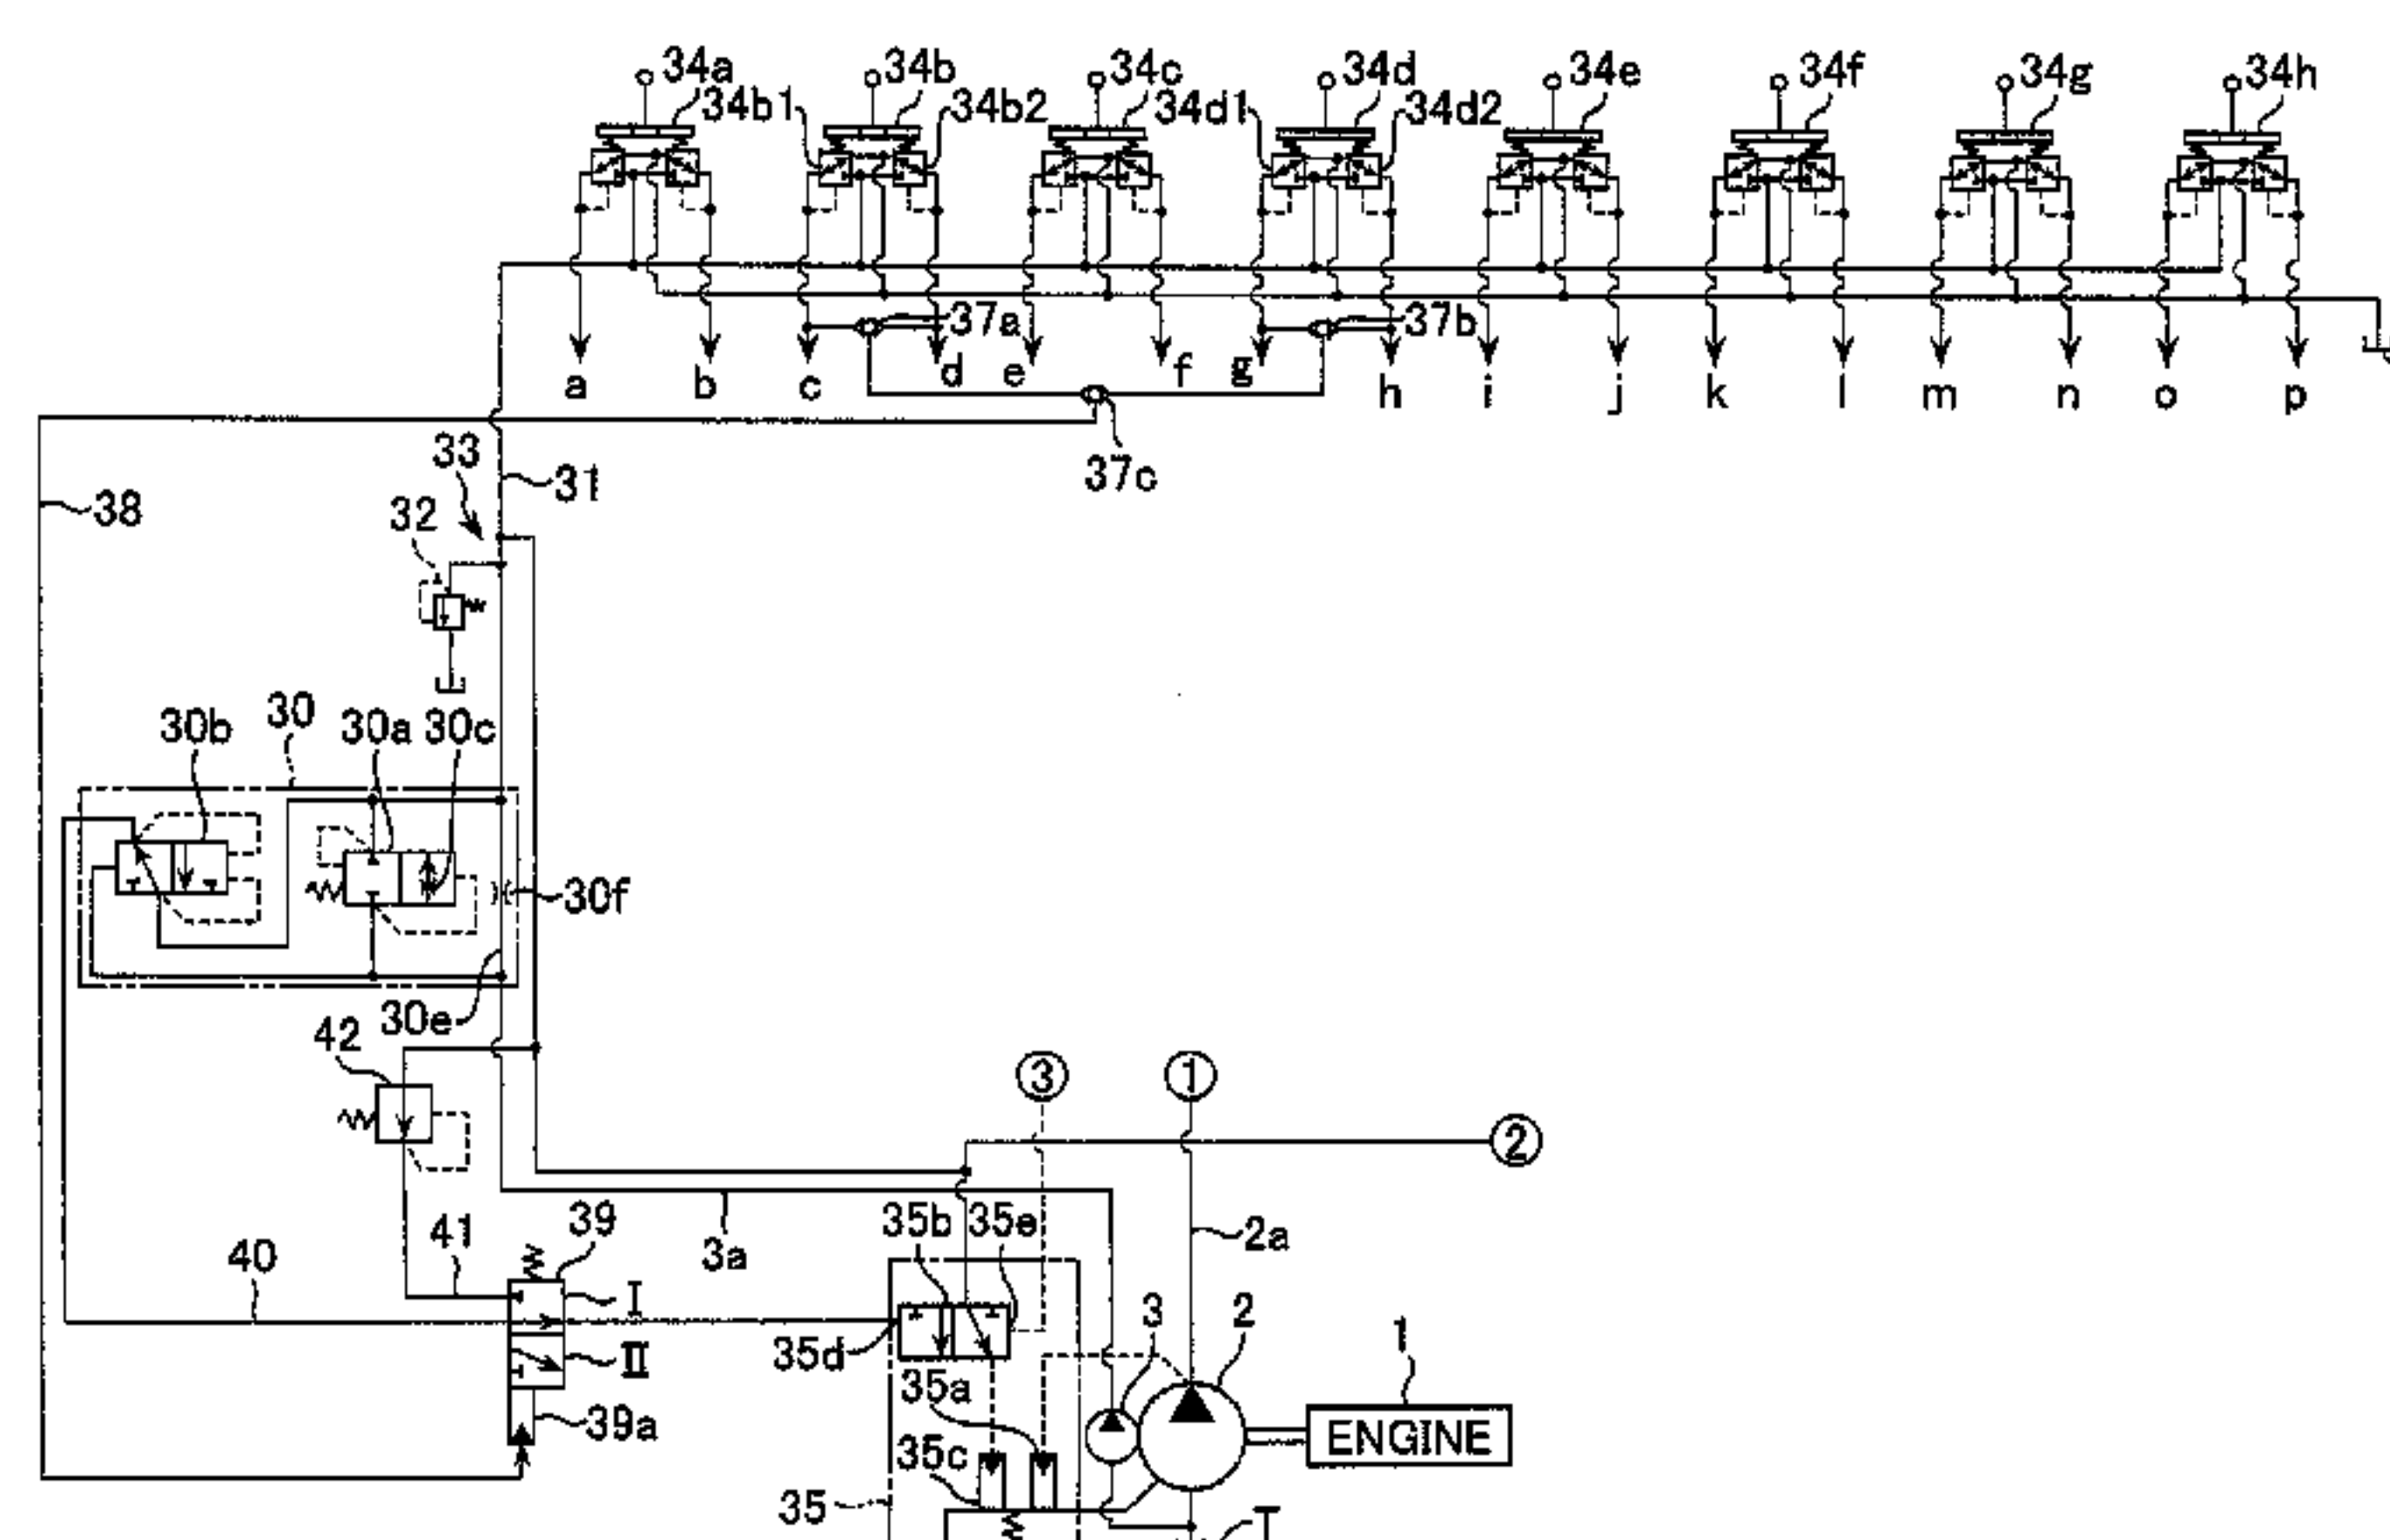 34a 34b 34c 34d 34e 34f 34g 34h
34b1 34b2 34d1 34d2
37a 37b
a b c d e f g h i j k l m n o p
37c
33 31
38 32
30b 30 30a 30c
30f
30e
42
③ ①
②
39 35b 35e
41 3a 2a
40
I
3 2 1
35d II
35a
39a ENGINE
35c
35 T